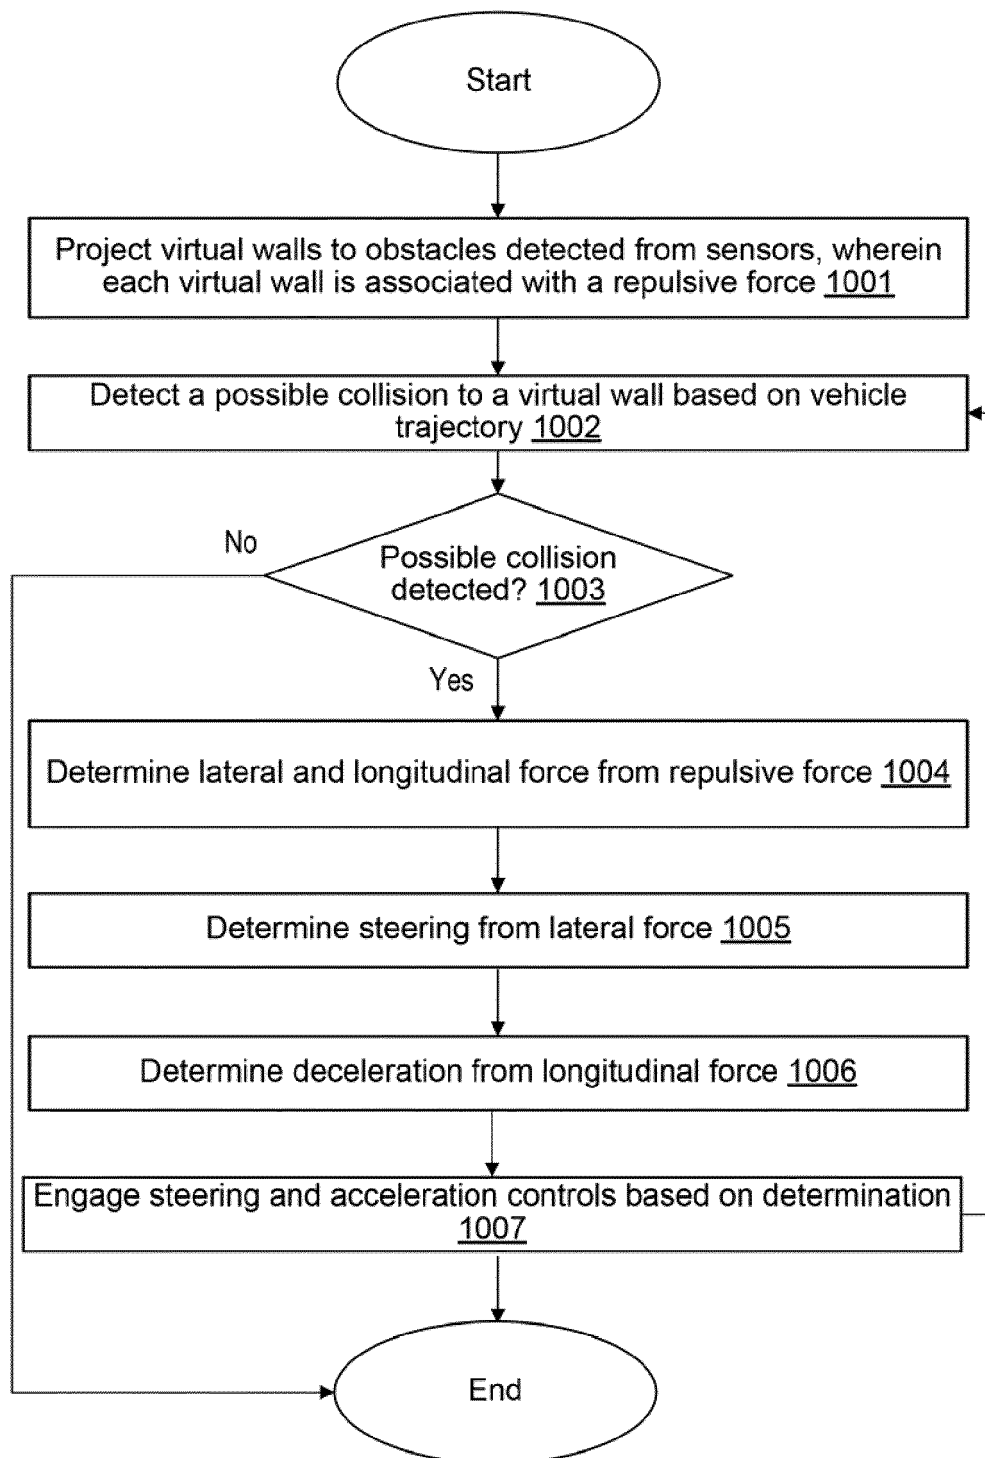 Start
Project virtual walls to obstacles detected from sensors, wherein
each virtual wall is associated with a repulsive force 1001
Detect a possible collision to a virtual wall based on vehicle
trajectory 1002
No
Possible collision
detected? 1003
Yes
Determine lateral and longitudinal force from repulsive force 1004
Determine steering from lateral force 1005
Determine deceleration from longitudinal force 1006
Engage steering and acceleration controls based on determination
1007
End